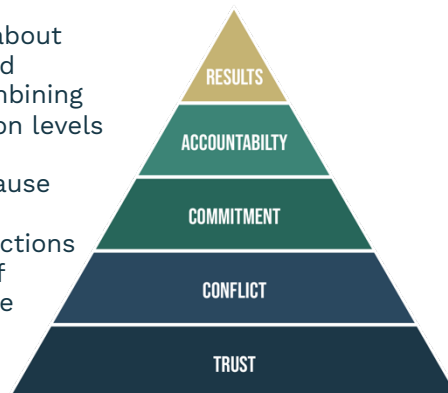 about
d
nbining
on levels
ause
ctions
f
e
RESULTS
ACCOUNTABILTY
COMMITMENT
CONFLICT
TRUST